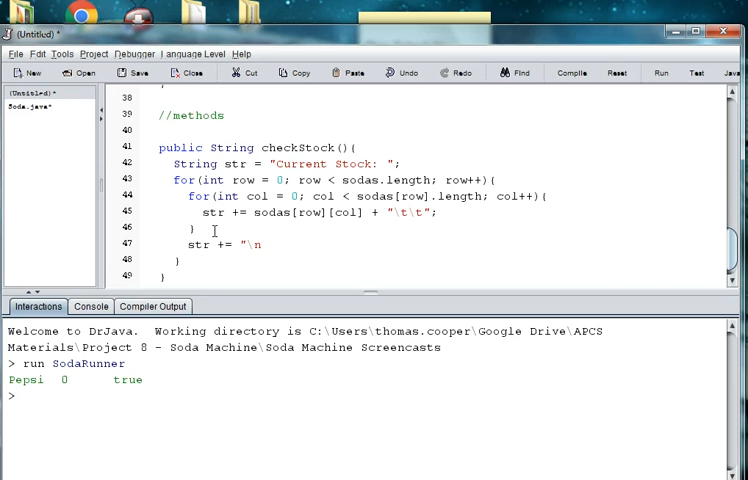 (Untitled) *
File Edit Tools Project Debugger Language Level Help
New Open Save Close Cut Copy Paste Undo Redo Find Compile Reset Run Test Java
(Untitled)*
Soda.java*
38
39 //methods
40
41 public String checkStock(){
42 String str = "Current Stock: ";
43 for(int row = 0; row < sodas.length; row++){
44 for(int col = 0; col < sodas[row].length; col++){
45 str += sodas[row][col] + "\t\t";
46 }
47 str += "\n
48 }
49 }
Interactions Console Compiler Output
Welcome to DrJava. Working directory is C:\Users\thomas.cooper\Google Drive\APCS
Materials\Project 8 - Soda Machine\Soda Machine Screencasts
> run SodaRunner
Pepsi 0 true
>